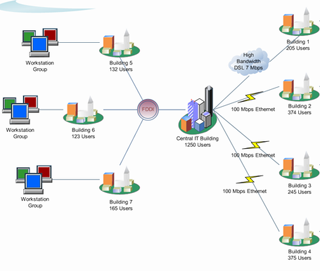 Building 1
205 Users
High
Bandwidth
DSL 7 Mbps
Building 5
132 Users
Workstation
Group
Building 2
374 Users
100 Mbps Ethernet
FDDI
Building 6
123 Users
Workstation
Group
Central IT Building
1250 Users
100 Mbps Ethernet
Building 3
245 Users
100 Mbps Ethernet
Building 7
165 Users
Workstation
Group
Building 4
375 Users